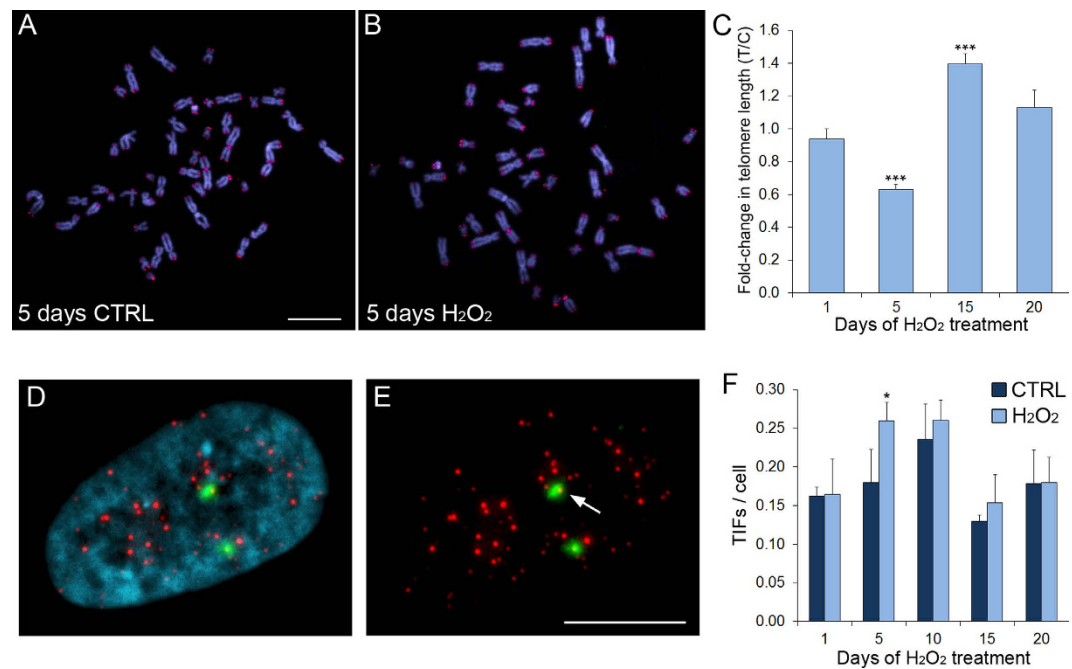 A
5 days CTRL
B
5 days H₂O₂
C
Fold-change in telomere length (T/C)
1.6
1.4
1.2
1.0
0.8
0.6
0.4
0.2
0.0
***
***
1 5 15 20
Days of H₂O₂ treatment
D
E
F
TIFs / cell
0.30
0.25
0.20
0.15
0.10
0.05
0.00
*
CTRL
H₂O₂
1 5 10 15 20
Days of H₂O₂ treatment